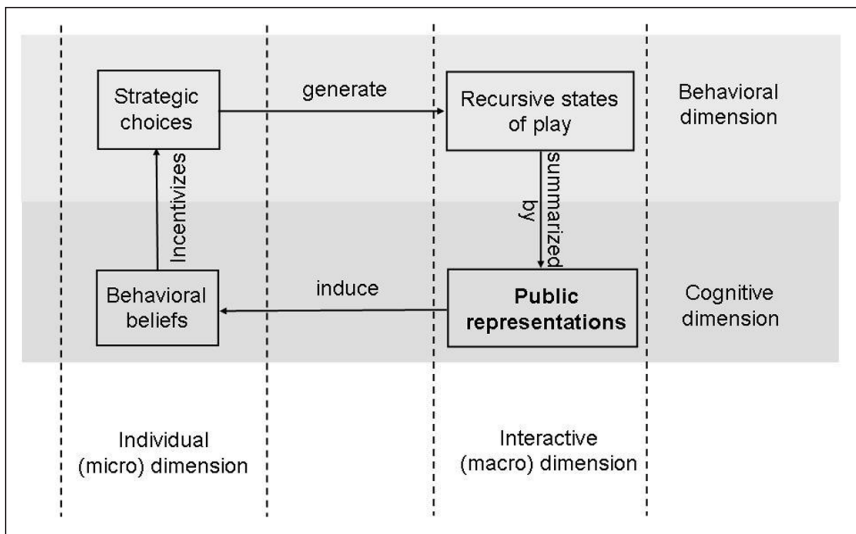 Strategic
choices
generate
Recursive states
of play
Behavioral
dimension
Incentivizes
summarized
by
Behavioral
beliefs
induce
Public
representations
Cognitive
dimension
Individual
(micro) dimension
Interactive
(macro) dimension